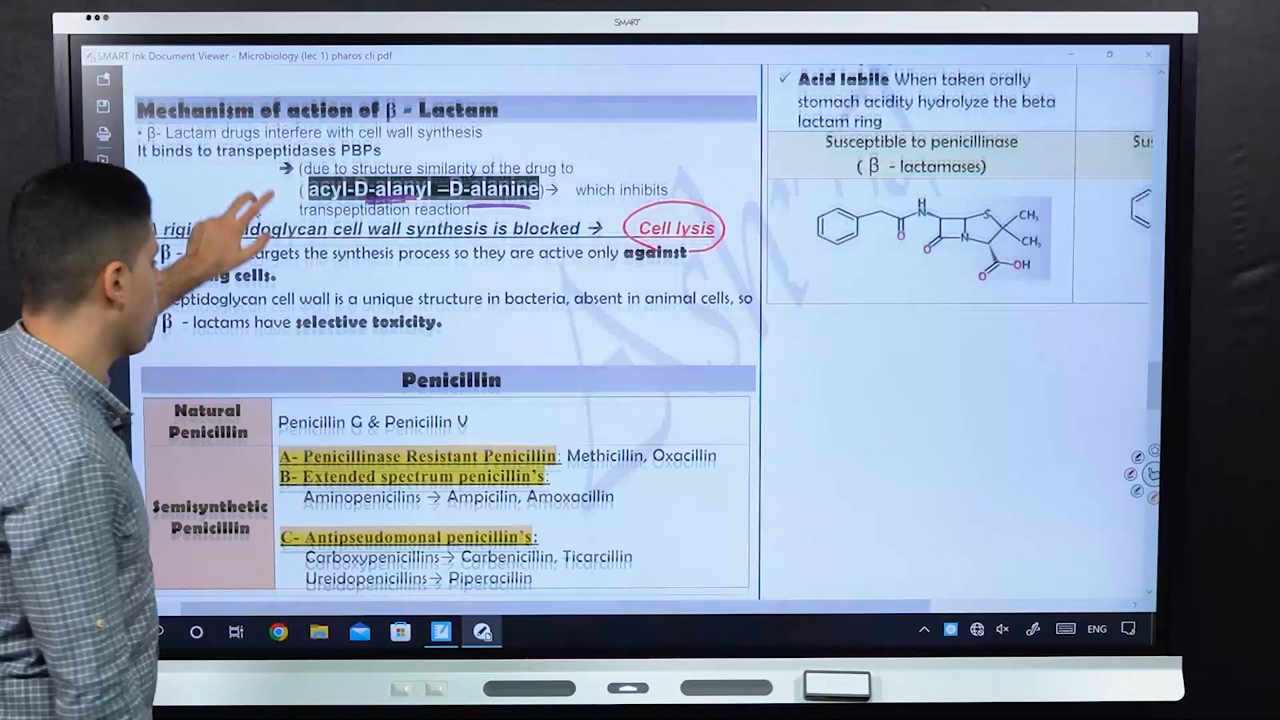 SMART
SMART Ink Document Viewer - Microbiology (lec 1) pharos cli pdf
Mechanism of action of β - Lactam
• β- Lactam drugs interfere with cell wall synthesis
It binds to transpeptidases PBPs
→ (due to structure similarity of the drug to
( acyl-D-alanyl =D-alanine)→ which inhibits
transpeptidation reaction
doglycan cell wall synthesis is blocked → Cell lysis
β - targets the synthesis process so they are active only against
cells.
eptidoglycan cell wall is a unique structure in bacteria, absent in animal cells, so
β - lactams have selective toxicity.
Penicillin
Natural
Penicillin
Penicillin G & Penicillin V
Semisynthetic
Penicillin
A- Penicillinase Resistant Penicillin: Methicillin, Oxacillin
B- Extended spectrum penicillin's:
Aminopenicilins → Ampicilin, Amoxacillin
C- Antipseudomonal penicillin's:
Carboxypenicillins→ Carbenicillin, Ticarcillin
Ureidopenicillins→ Piperacillin
✓ Acid labile When taken orally
stomach acidity hydrolyze the beta
lactam ring
Susceptible to penicillinase
( β - lactamases)
Su
H
N
S
CH3
CH3
O
O
N
O
OH
ENG